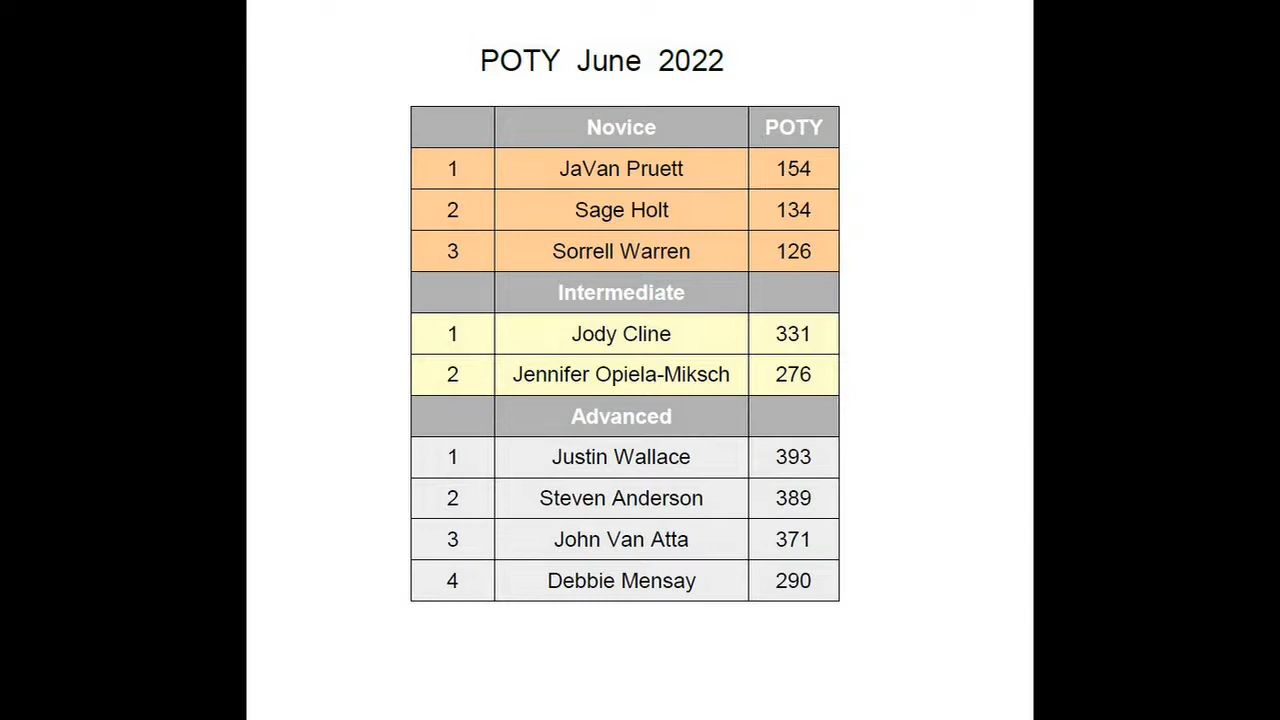 POTY June 2022
Novice POTY
1 JaVan Pruett 154
2 Sage Holt 134
3 Sorrell Warren 126
Intermediate
1 Jody Cline 331
2 Jennifer Opiela-Miksch 276
Advanced
1 Justin Wallace 393
2 Steven Anderson 389
3 John Van Atta 371
4 Debbie Mensay 290